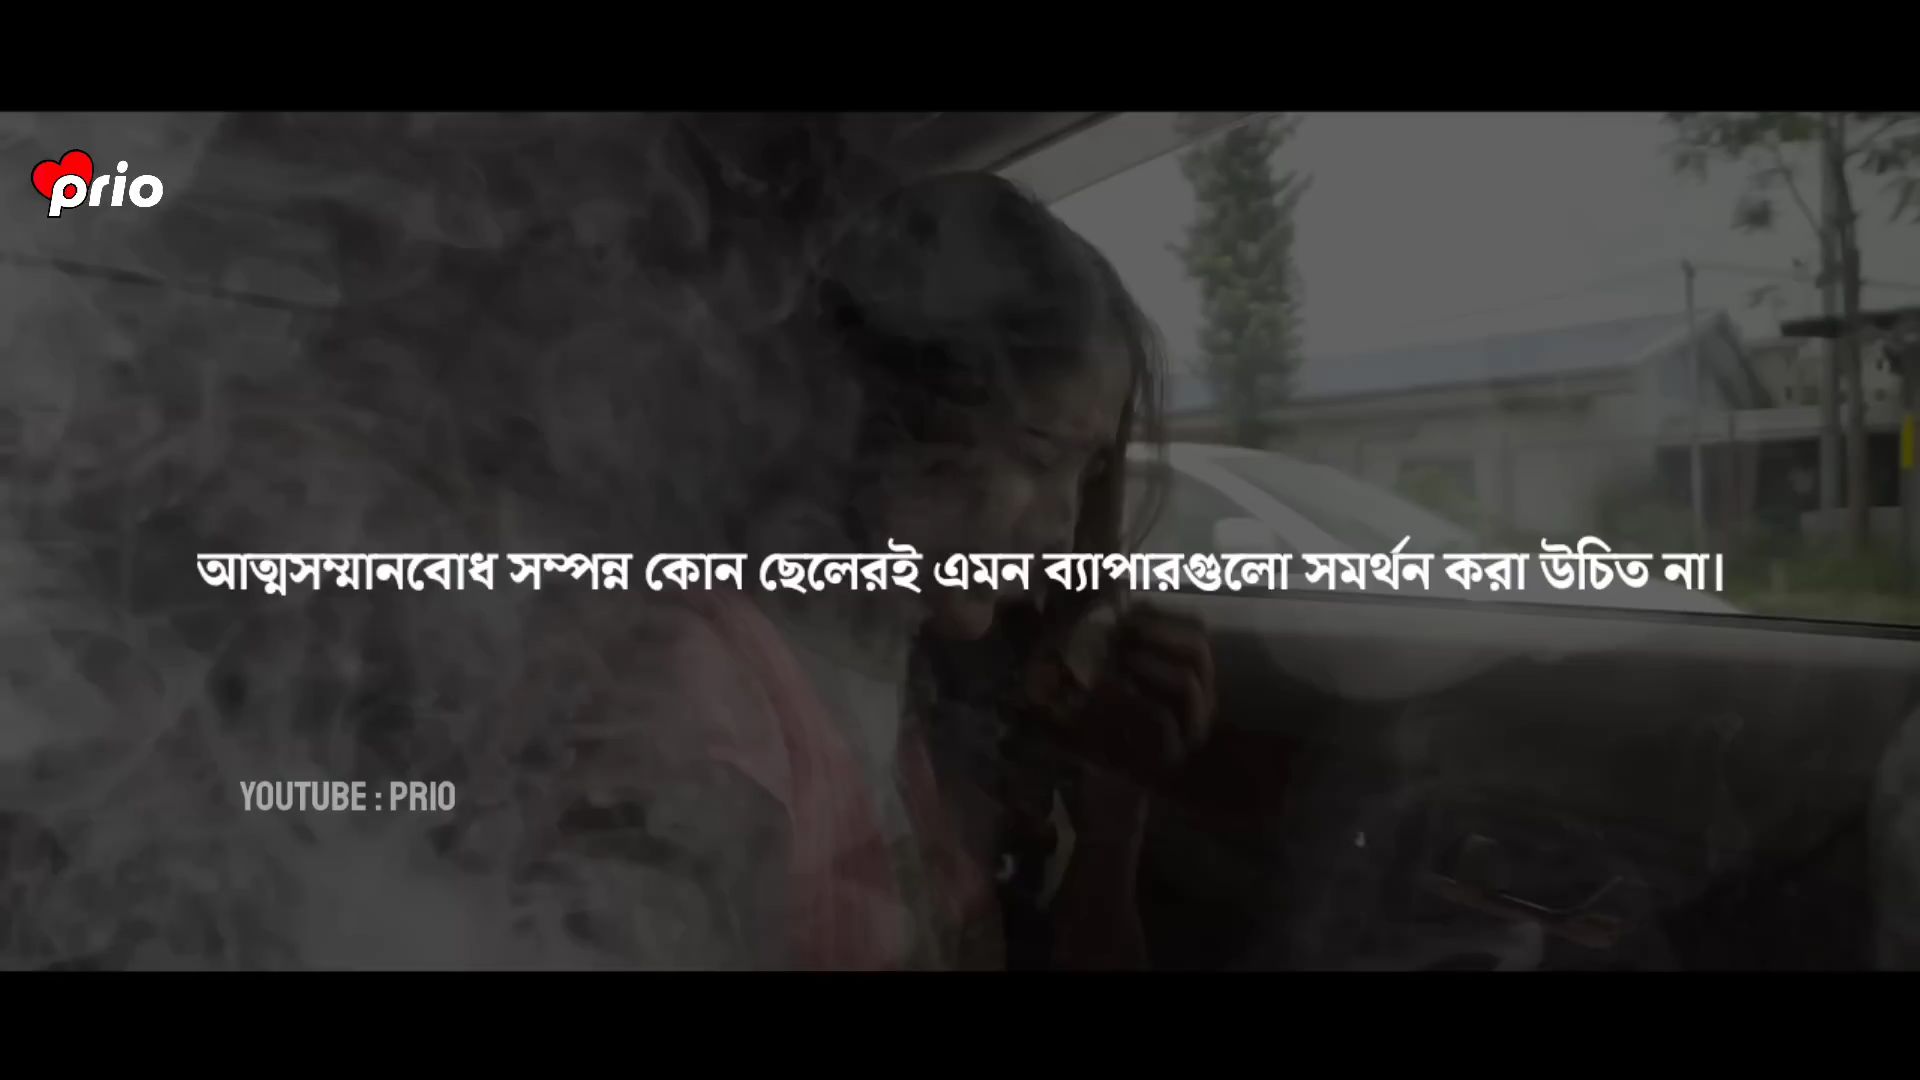 prio
আত্মসম্মানবোধ সম্পন্ন কোন ছেলেরই এমন ব্যাপারগুলো সমর্থন করা উচিত না।
YOUTUBE : PRIO